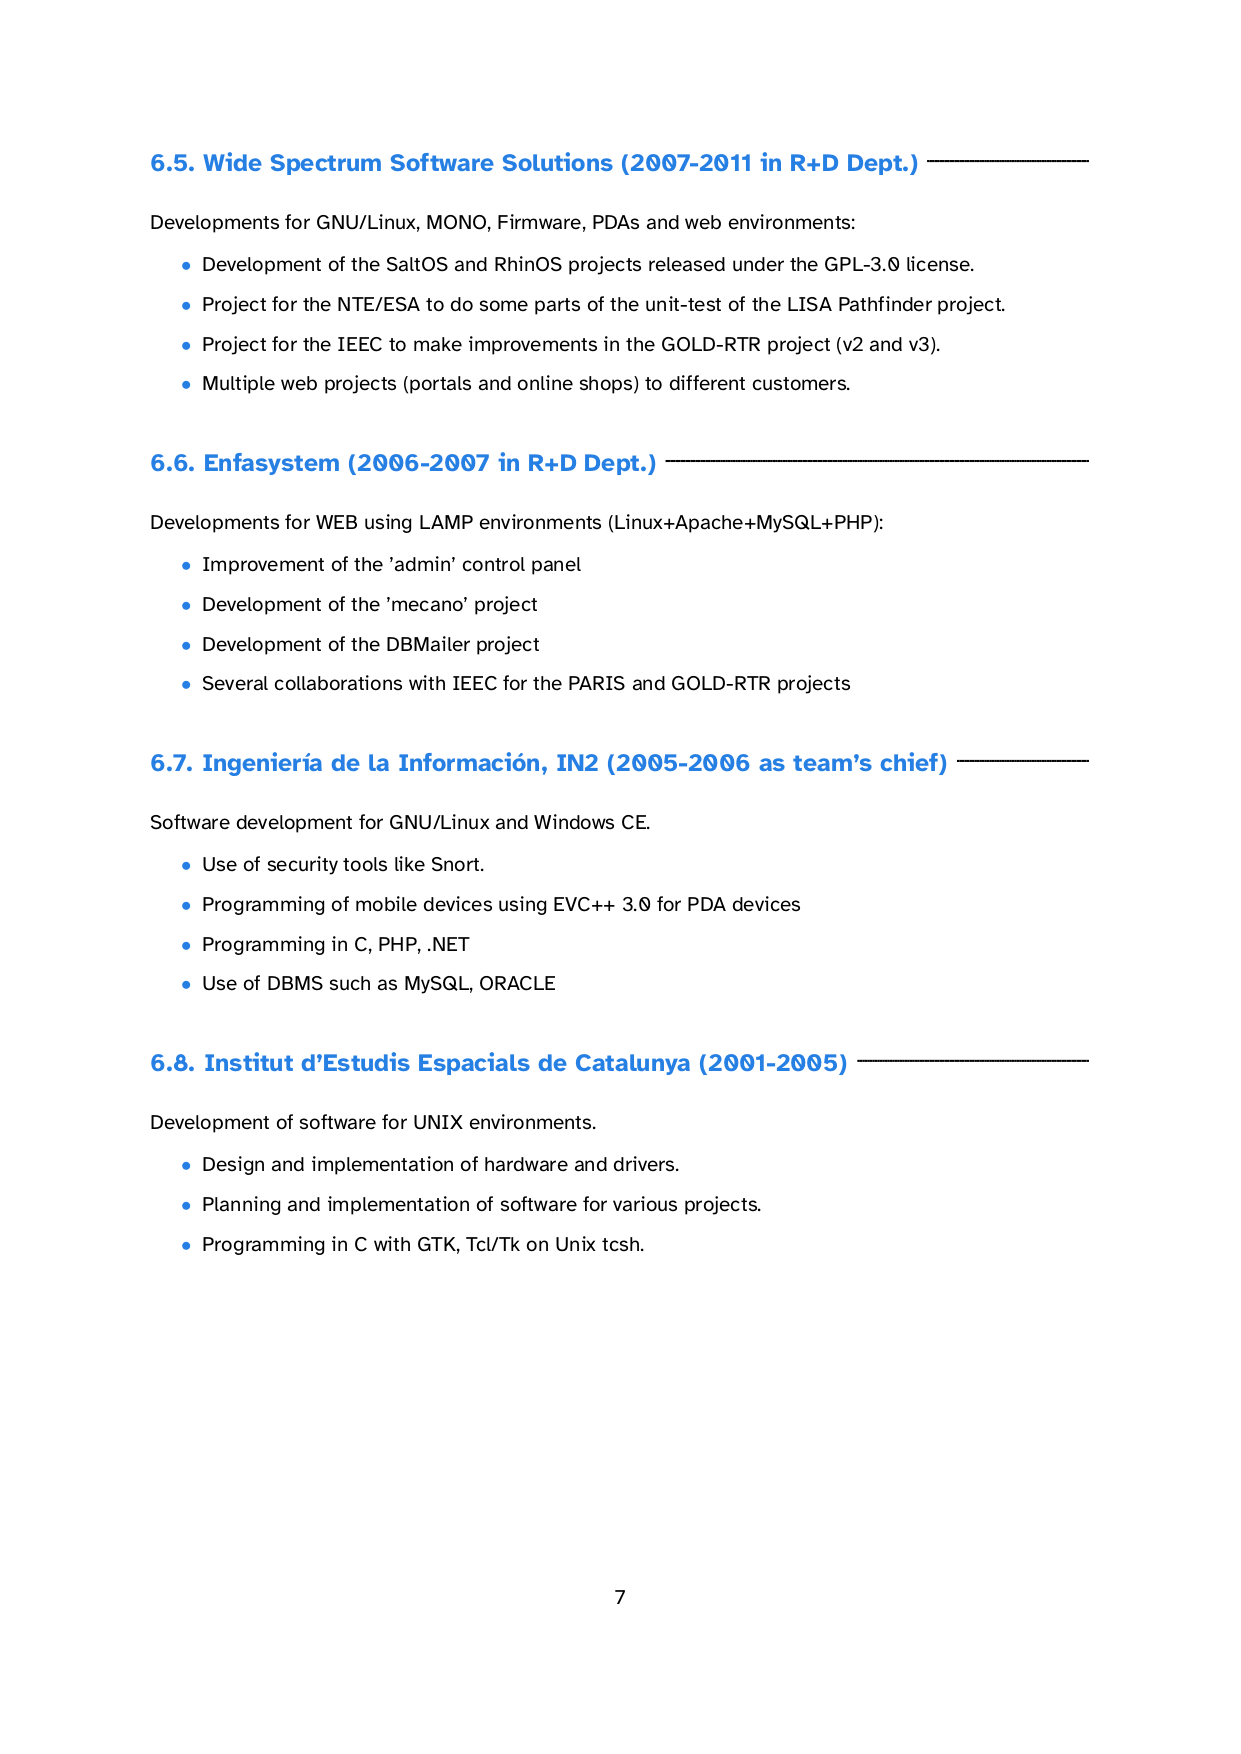 6.5. Wide Spectrum Software Solutions (2007-2011 in R+D Dept.)
Developments for GNU/Linux, MONO, Firmware, PDAs and web environments:
• Development of the SaltOS and RhinOS projects released under the GPL-3.0 license.
• Project for the NTE/ESA to do some parts of the unit-test of the LISA Pathfinder project.
• Project for the IEEC to make improvements in the GOLD-RTR project (v2 and v3).
• Multiple web projects (portals and online shops) to different customers.
6.6. Enfasystem (2006-2007 in R+D Dept.)
Developments for WEB using LAMP environments (Linux+Apache+MySQL+PHP):
• Improvement of the ’admin’ control panel
• Development of the ’mecano’ project
• Development of the DBMailer project
• Several collaborations with IEEC for the PARIS and GOLD-RTR projects
6.7. Ingeniería de la Información, IN2 (2005-2006 as team’s chief)
Software development for GNU/Linux and Windows CE.
• Use of security tools like Snort.
• Programming of mobile devices using EVC++ 3.0 for PDA devices
• Programming in C, PHP, .NET
• Use of DBMS such as MySQL, ORACLE
6.8. Institut d’Estudis Espacials de Catalunya (2001-2005)
Development of software for UNIX environments.
• Design and implementation of hardware and drivers.
• Planning and implementation of software for various projects.
• Programming in C with GTK, Tcl/Tk on Unix tcsh.
7